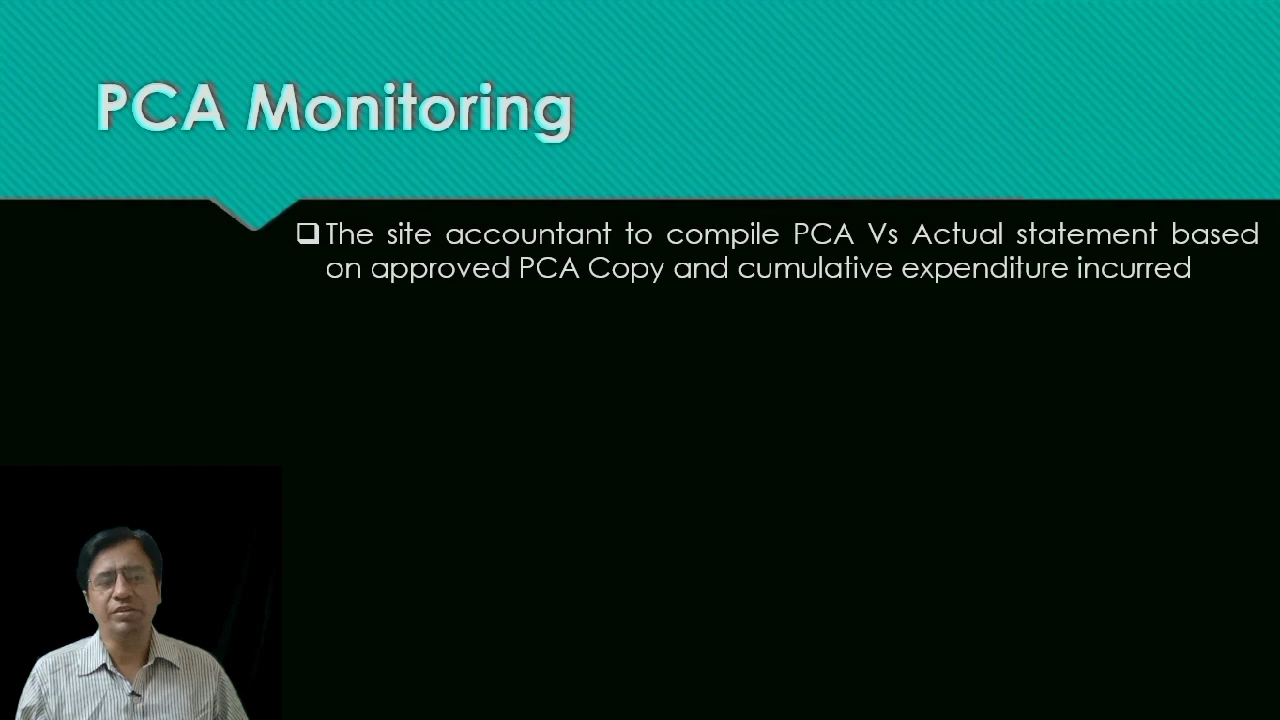 PCA Monitoring
The site accountant to compile PCA Vs Actual statement based
on approved PCA Copy and cumulative expenditure incurred